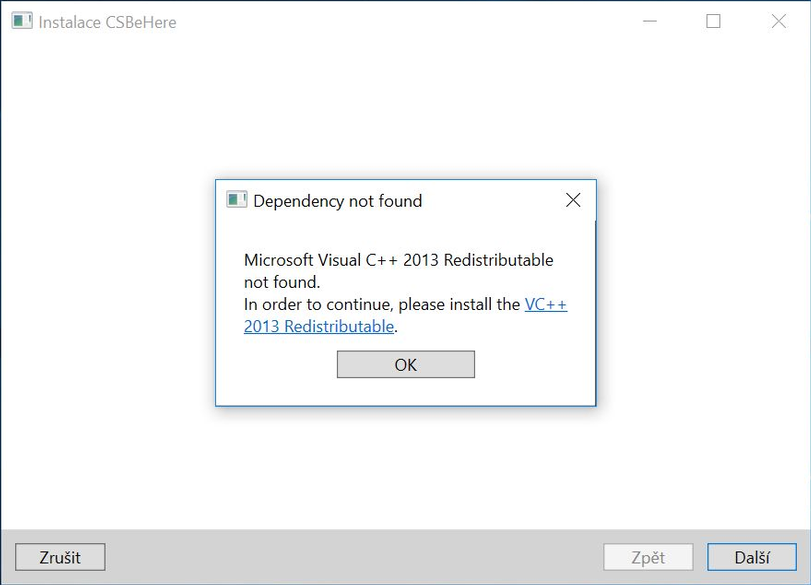 Instalace CSBeHere
Dependency not found
Microsoft Visual C++ 2013 Redistributable
not found.
In order to continue, please install the VC++
2013 Redistributable.
OK
Zrušit
Zpět
Další